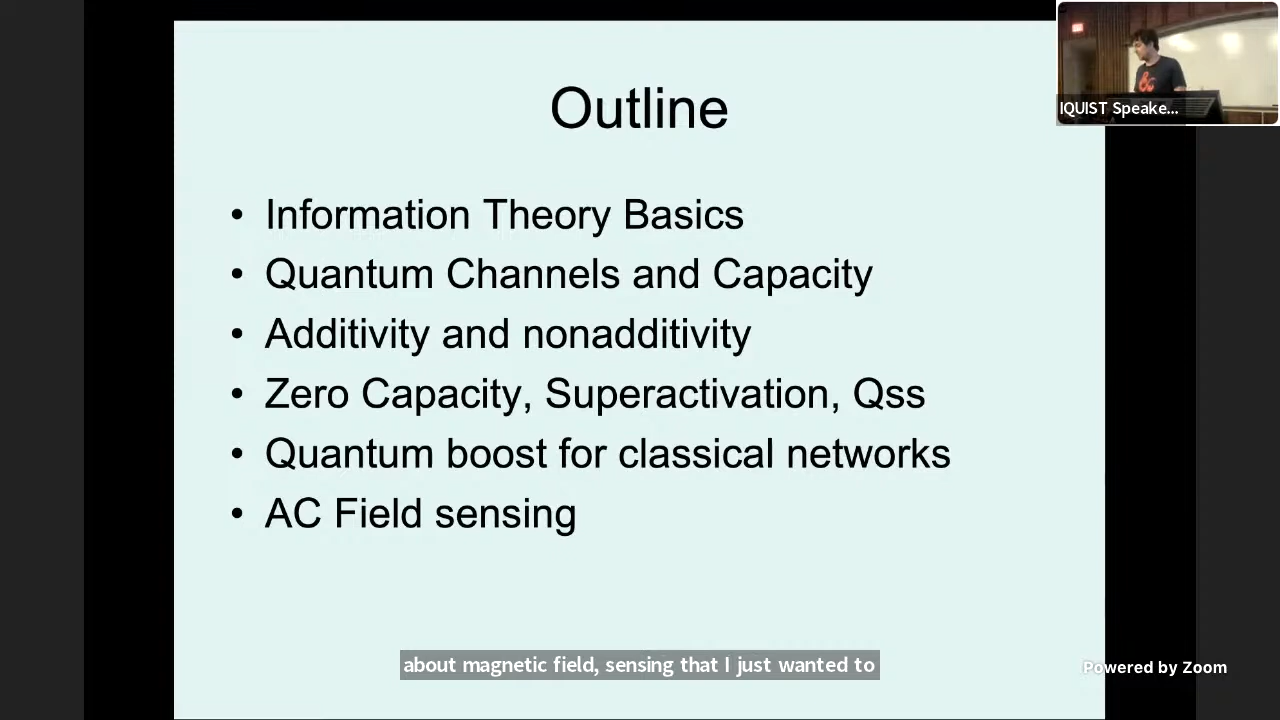 Outline
IQUIST Speake...
• Information Theory Basics
• Quantum Channels and Capacity
• Additivity and nonadditivity
• Zero Capacity, Superactivation, Qss
• Quantum boost for classical networks
• AC Field sensing
about magnetic field, sensing that I just wanted to
Powered by Zoom